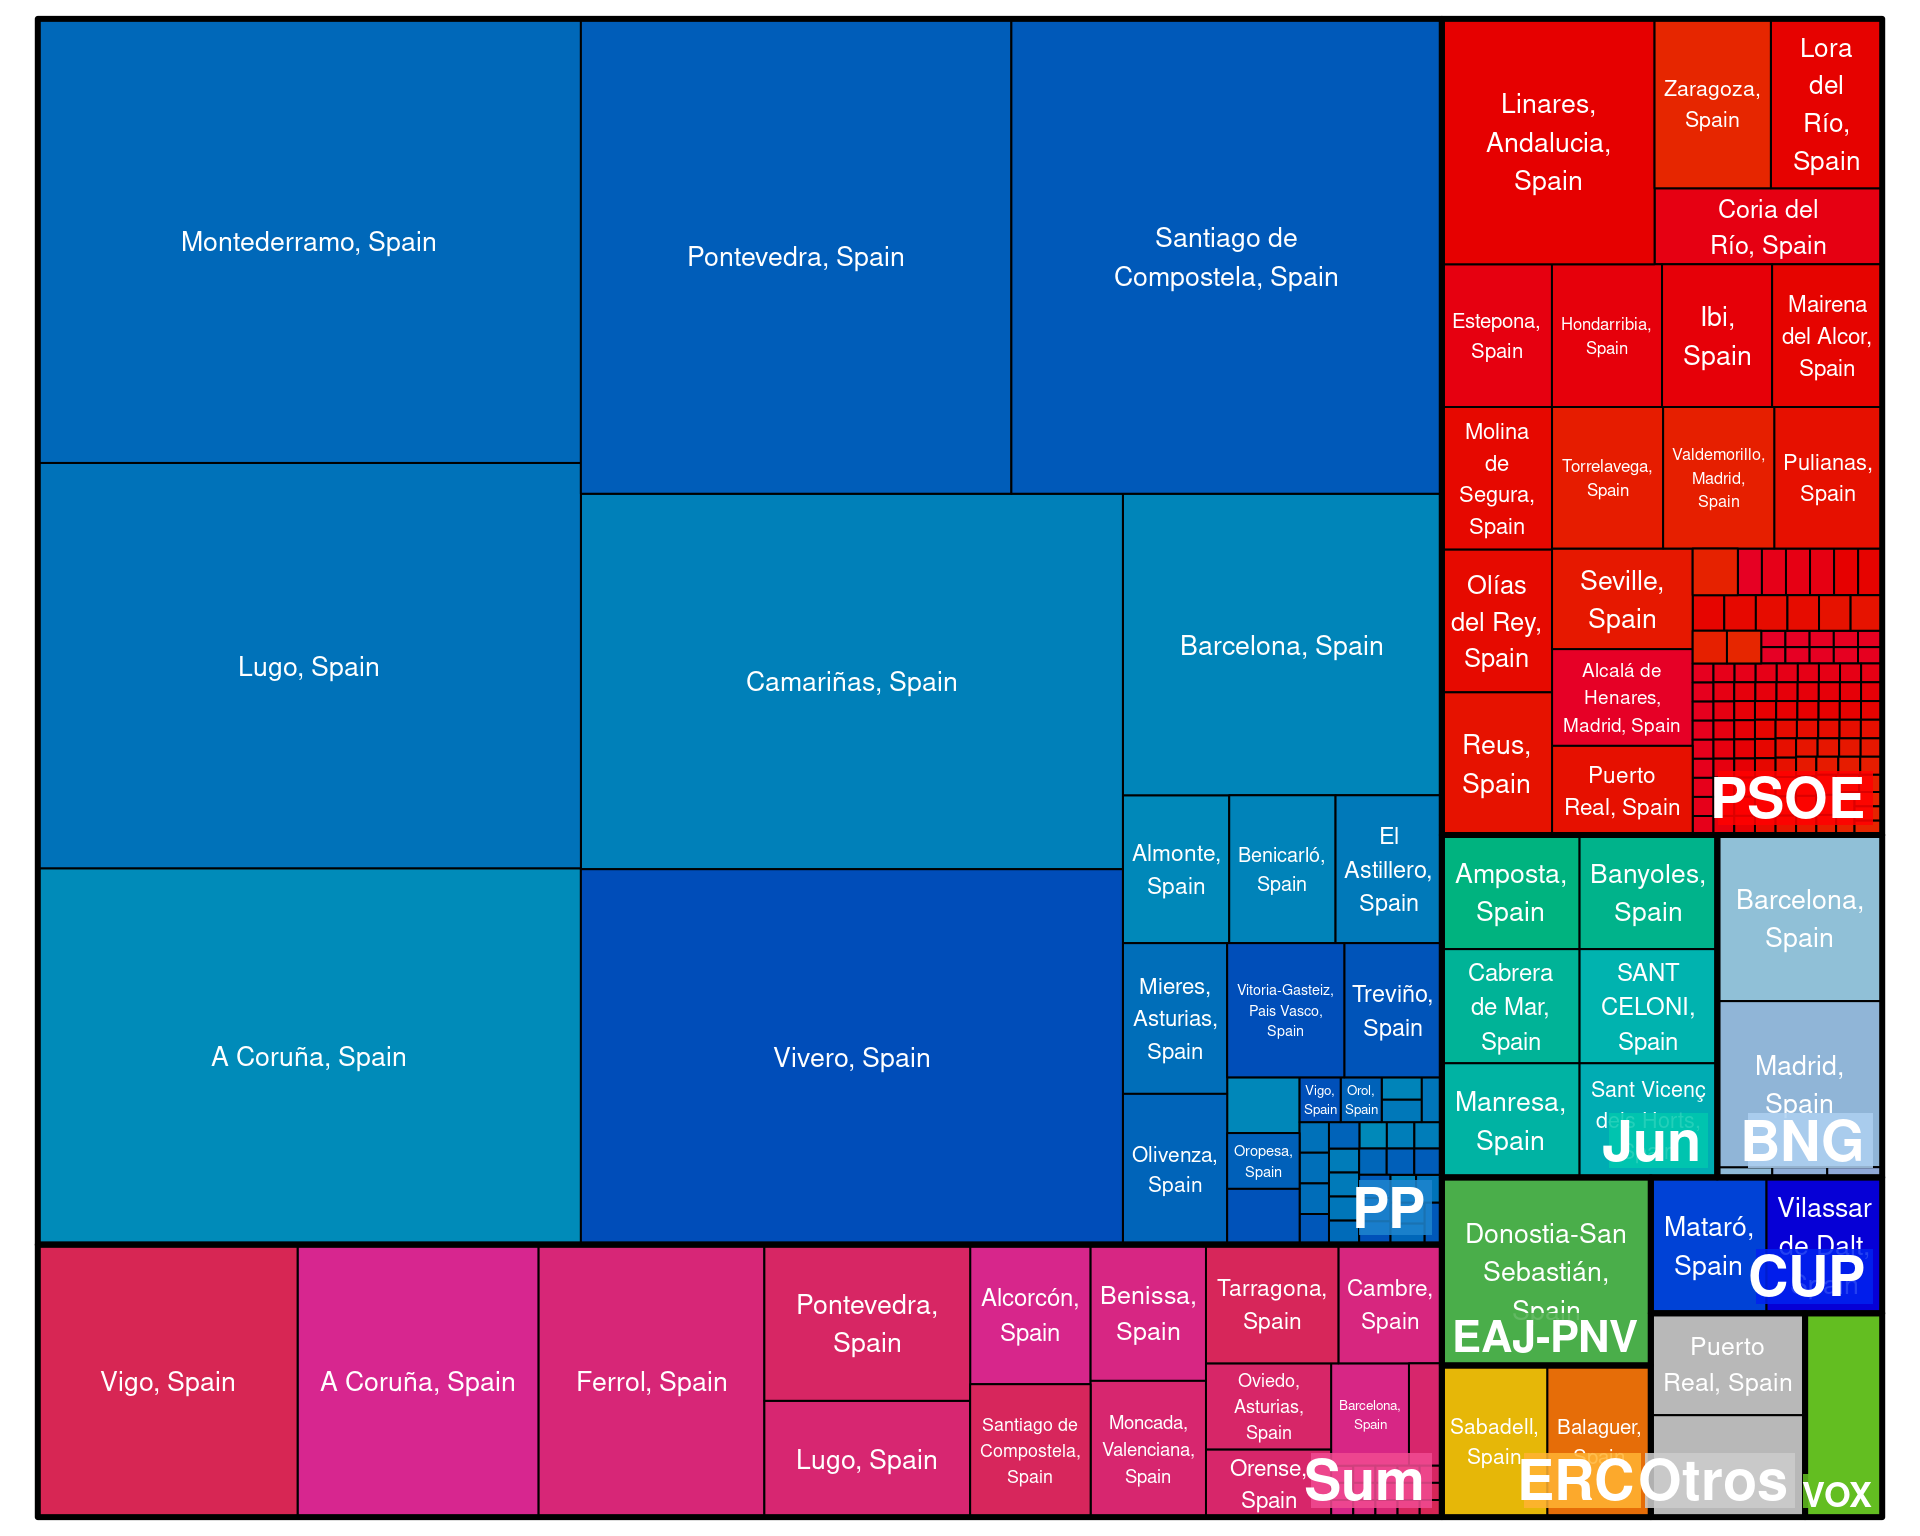 Montederramo, Spain
Lugo, Spain
A Coruña, Spain
Pontevedra, Spain
Santiago de
Compostela, Spain
Camariñas, Spain
Vivero, Spain
Barcelona, Spain
Almonte,
Spain
Benicarló,
Spain
El
Astillero,
Spain
Mieres,
Asturias,
Spain
Olivenza,
Spain
Vitoria-Gasteiz,
Pais Vasco,
Spain
Treviño,
Spain
Vigo,
Spain
Orol,
Spain
Oropesa,
Spain
PP
Linares,
Andalucia,
Spain
Zaragoza,
Spain
Lora
del
Río,
Spain
Coria del
Río, Spain
Estepona,
Spain
Hondarribia,
Spain
Ibi,
Spain
Mairena
del Alcor,
Spain
Molina
de
Segura,
Spain
Torrelavega,
Spain
Valdemorillo,
Madrid,
Spain
Pulianas,
Spain
Olías
del Rey,
Spain
Reus,
Spain
Seville,
Spain
Alcalá de
Henares,
Madrid, Spain
Puerto
Real, Spain
PSOE
Amposta,
Spain
Banyoles,
Spain
Cabrera
de Mar,
Spain
SANT
CELONI,
Spain
Manresa,
Spain
Sant Vicenç
dels Horts,
Jun
Barcelona,
Spain
Madrid,
Spain
BNG
Donostia-San
Sebastián,
Spain
EAJ-PNV
Mataró,
Spain
Vilassar
de Dalt,
Spain
CUP
Sabadell,
Spain
Balaguer,
Spain
ERC
Puerto
Real, Spain
Otros
VOX
Vigo, Spain
A Coruña, Spain
Ferrol, Spain
Pontevedra,
Spain
Lugo, Spain
Alcorcón,
Spain
Santiago de
Compostela,
Spain
Benissa,
Spain
Moncada,
Valenciana,
Spain
Tarragona,
Spain
Cambre,
Spain
Oviedo,
Asturias,
Spain
Barcelona,
Spain
Orense,
Spain
Sum